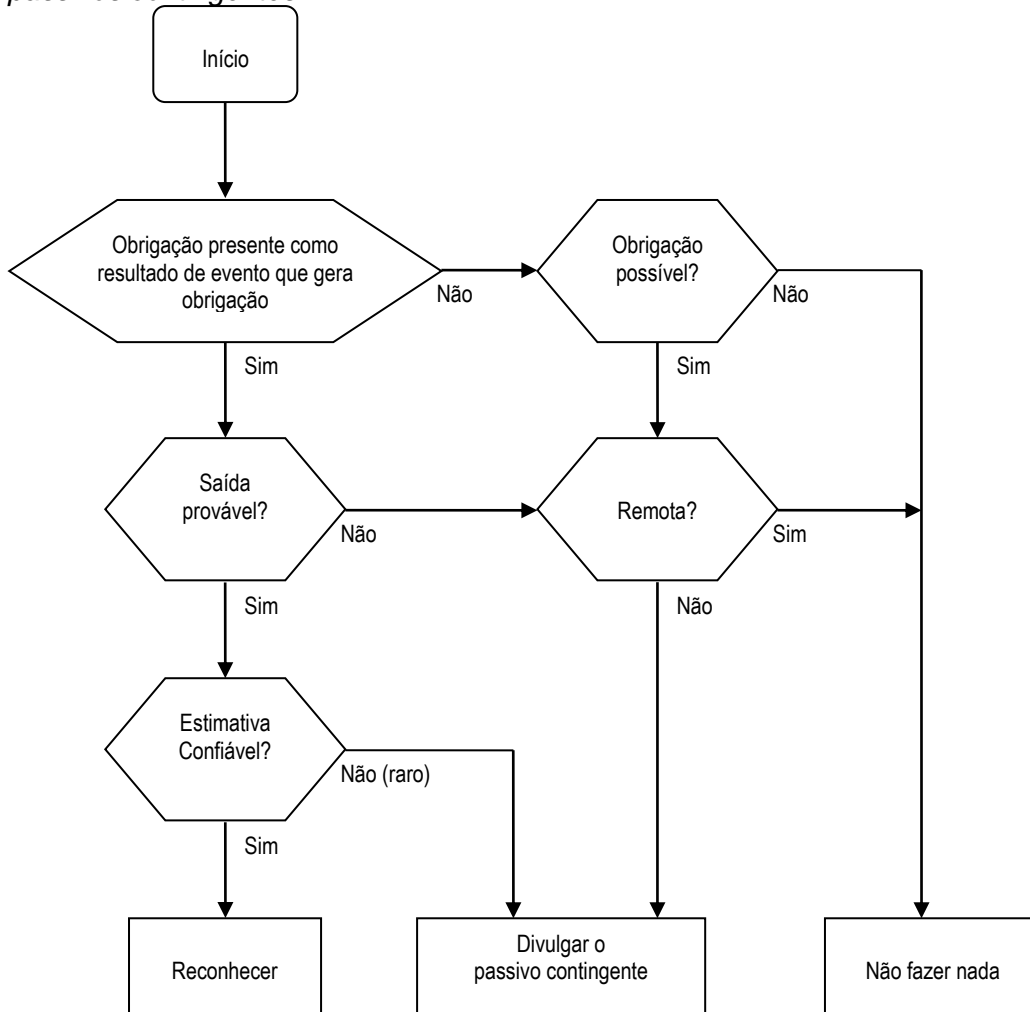 Início
Obrigação presente como
resultado de evento que gera
obrigação
Não
Obrigação
possível?
Não
Sim
Sim
Saída
provável?
Não
Remota?
Sim
Sim
Não
Estimativa
Confiável?
Não (raro)
Sim
Reconhecer
Divulgar o
passivo contingente
Não fazer nada